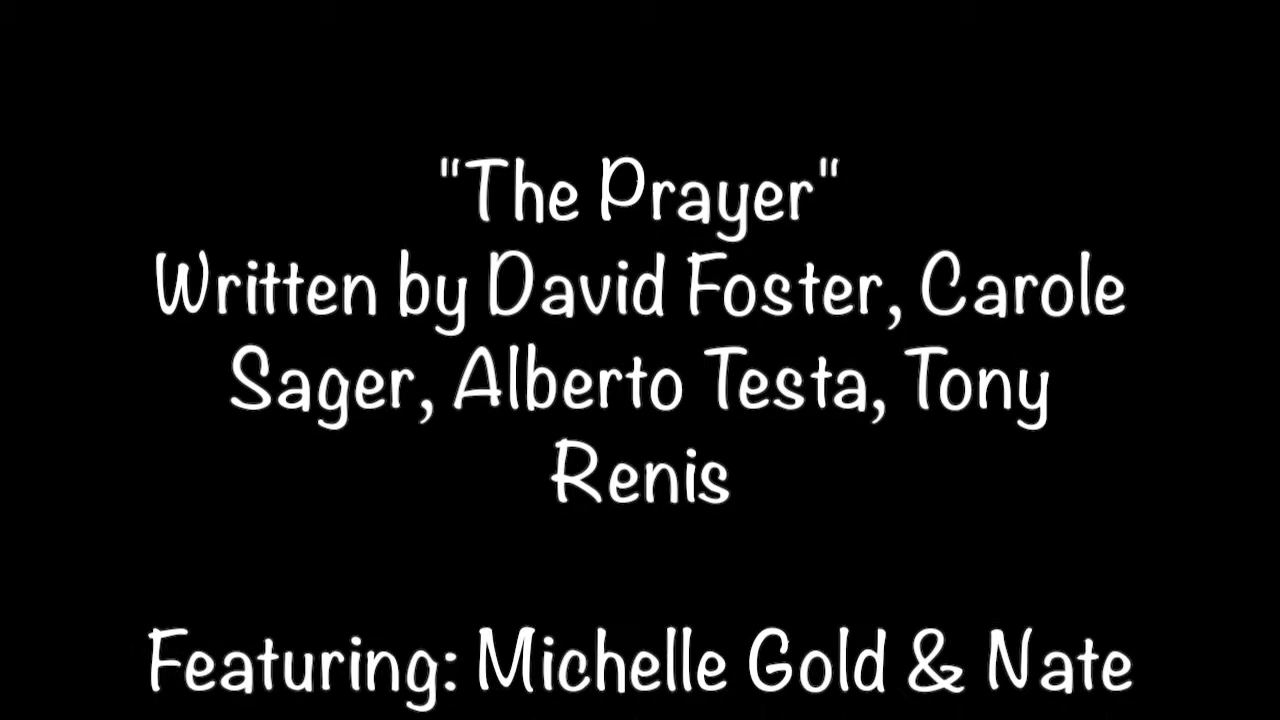 "The Prayer"
Written by David Foster, Carole
Sager, Alberto Testa, Tony
Renis
Featuring: Michelle Gold & Nate